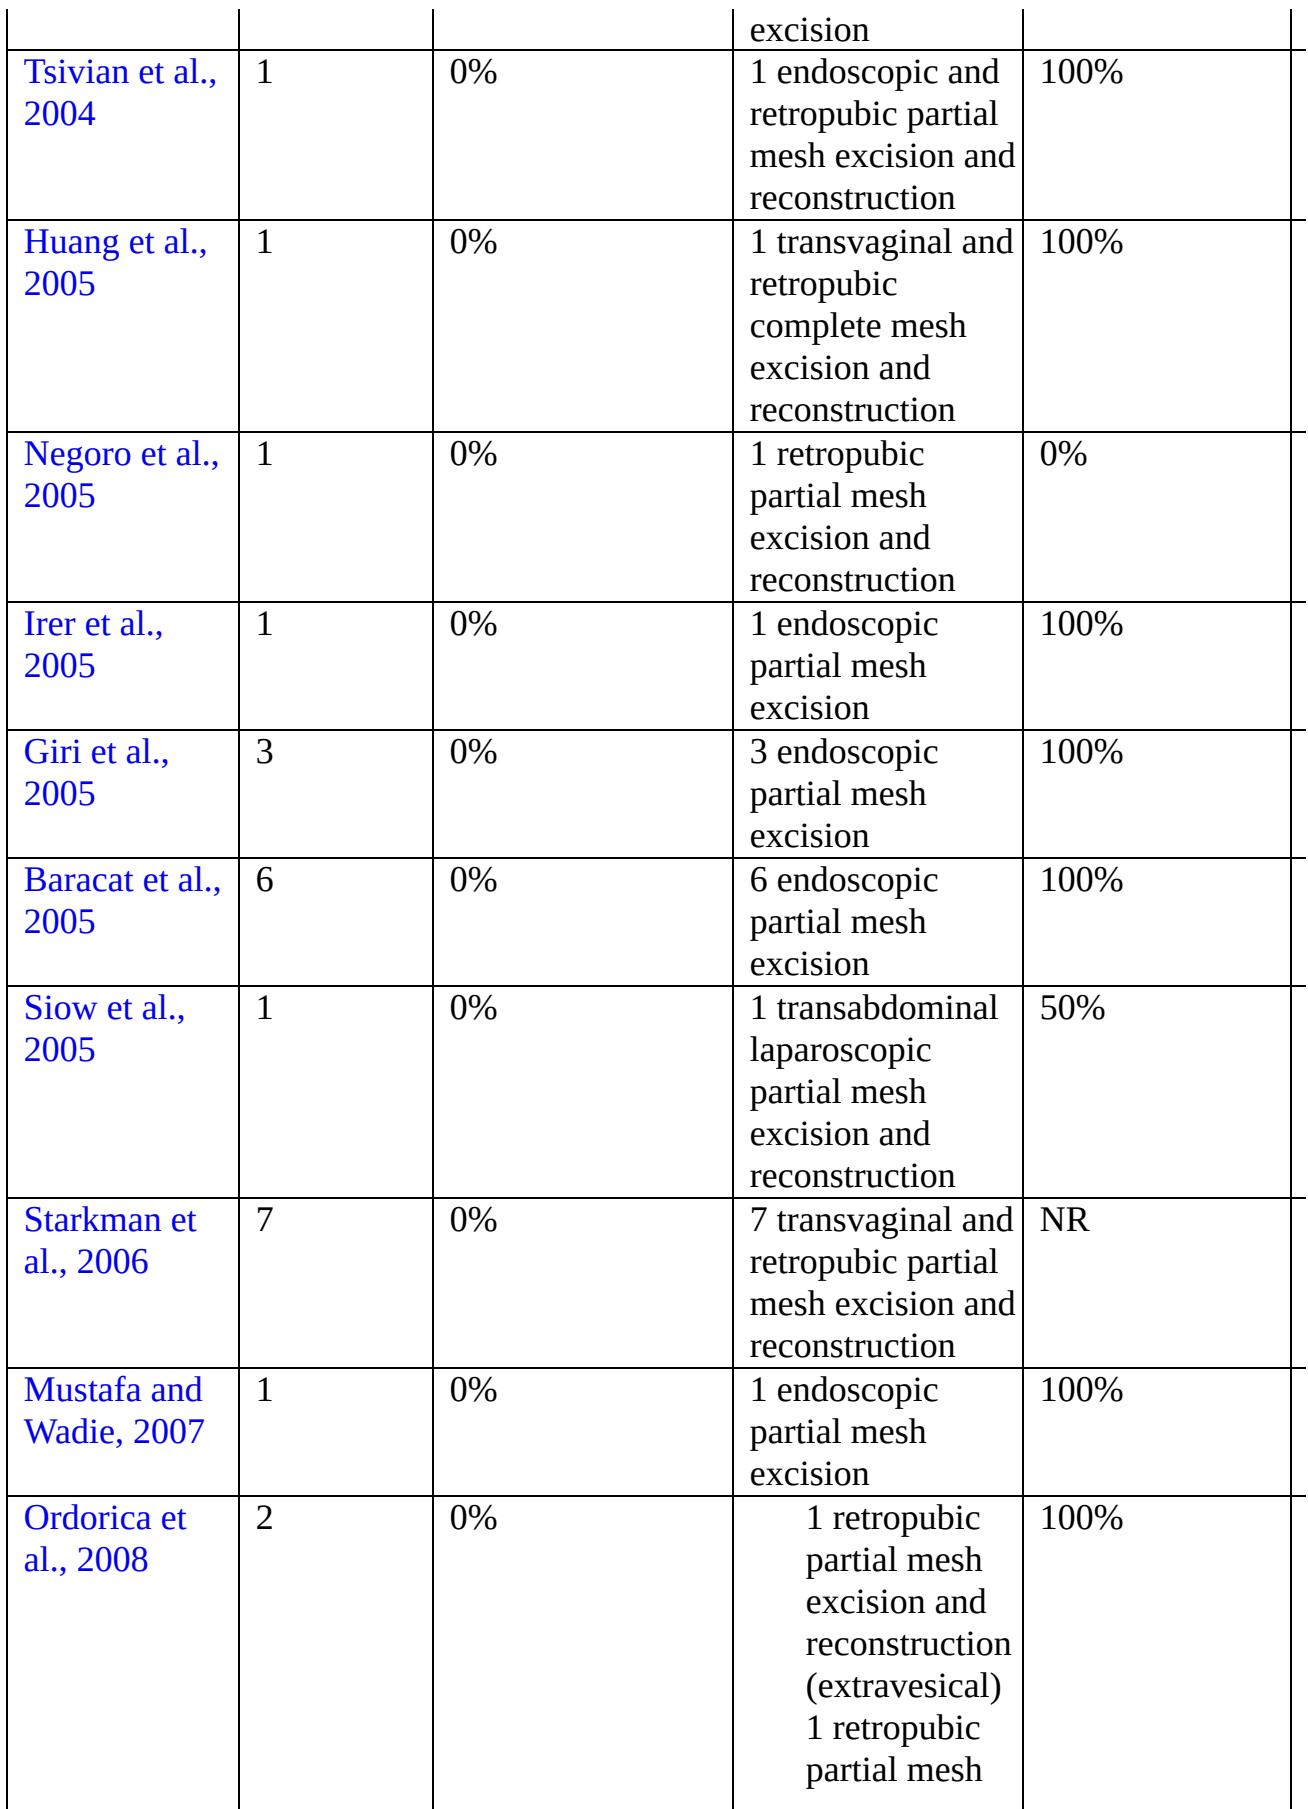 excision
Tsivian et al.,
2004
1
0%
1 endoscopic and
retropubic partial
mesh excision and
reconstruction
100%
Huang et al.,
2005
1
0%
1 transvaginal and
retropubic
complete mesh
excision and
reconstruction
100%
Negoro et al.,
2005
1
0%
1 retropubic
partial mesh
excision and
reconstruction
0%
Irer et al.,
2005
1
0%
1 endoscopic
partial mesh
excision
100%
Giri et al.,
2005
3
0%
3 endoscopic
partial mesh
excision
100%
Baracat et al.,
2005
6
0%
6 endoscopic
partial mesh
excision
100%
Siow et al.,
2005
1
0%
1 transabdominal
laparoscopic
partial mesh
excision and
reconstruction
50%
Starkman et
al., 2006
7
0%
7 transvaginal and
retropubic partial
mesh excision and
reconstruction
NR
Mustafa and
Wadie, 2007
1
0%
1 endoscopic
partial mesh
excision
100%
Ordorica et
al., 2008
2
0%
1 retropubic
partial mesh
excision and
reconstruction
(extravesical)
1 retropubic
partial mesh
100%